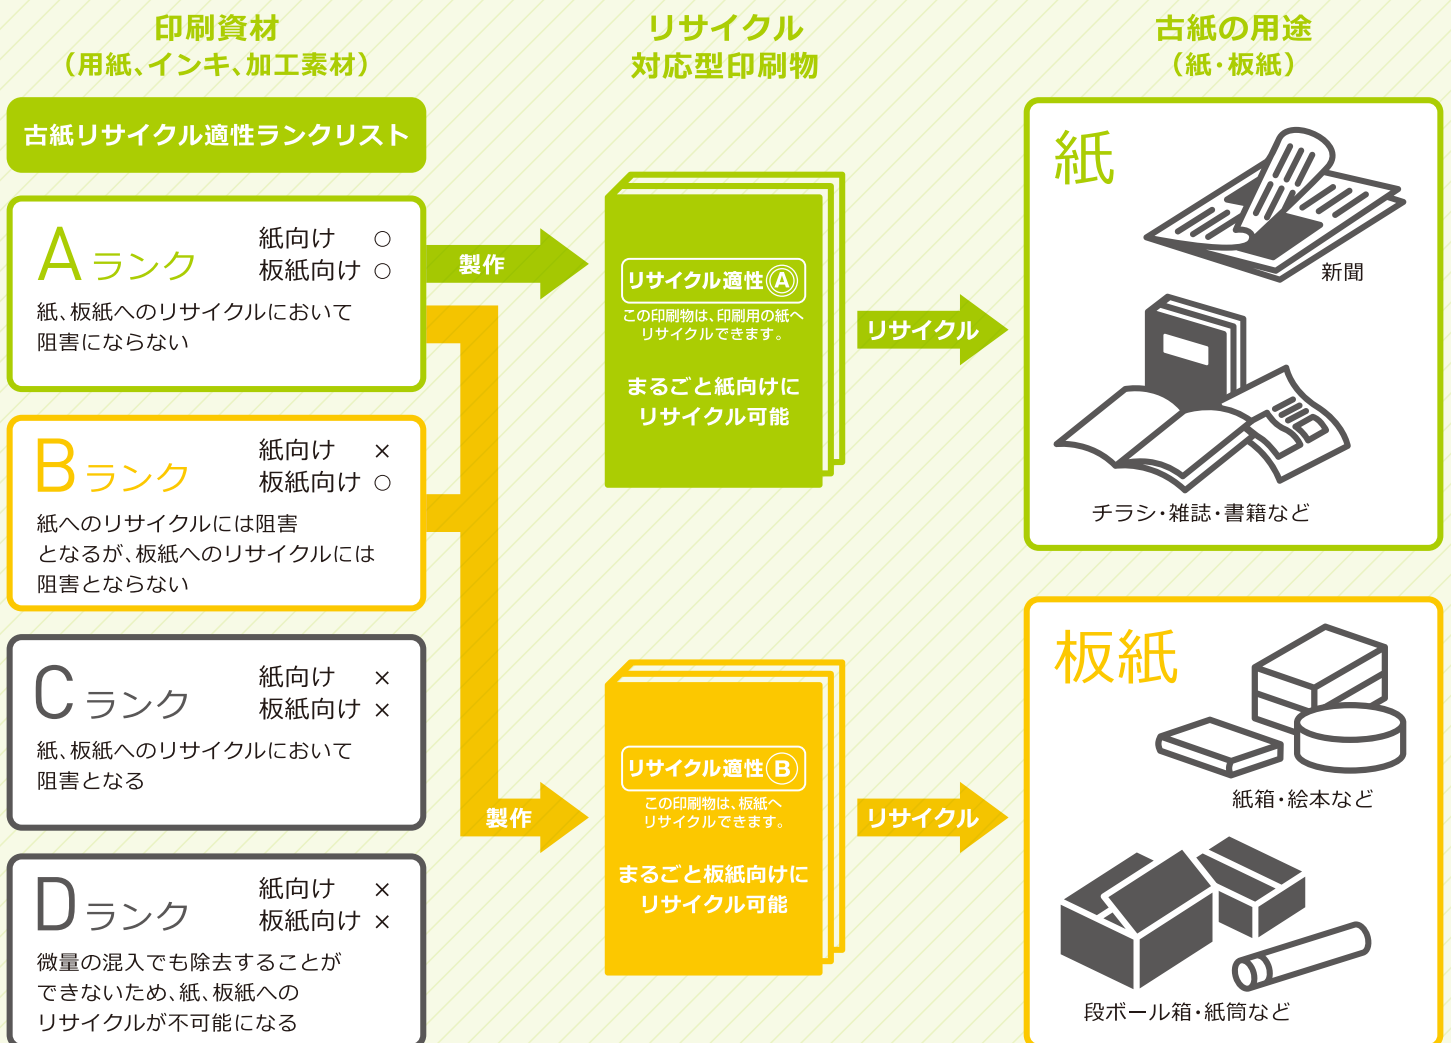 印刷資材
（用紙、インキ、加工素材）
古紙リサイクル適性ランクリスト
Aランク
紙向け ○
板紙向け ○
紙、板紙へのリサイクルにおいて
阻害にならない
Bランク
紙向け ×
板紙向け ○
紙へのリサイクルには阻害
となるが、板紙へのリサイクルには
阻害とならない
Cランク
紙向け ×
板紙向け ×
紙、板紙へのリサイクルにおいて
阻害となる
Dランク
紙向け ×
板紙向け ×
微量の混入でも除去することが
できないため、紙、板紙への
リサイクルが不可能になる
製作
製作
リサイクル
対応型印刷物
リサイクル適性Ⓐ
この印刷物は、印刷用の紙へ
リサイクルできます。
まるごと紙向けに
リサイクル可能
リサイクル適性Ⓑ
この印刷物は、板紙へ
リサイクルできます。
まるごと板紙向けに
リサイクル可能
リサイクル
リサイクル
古紙の用途
（紙・板紙）
紙
新聞
チラシ・雑誌・書籍など
板紙
紙箱・絵本など
段ボール箱・紙筒など